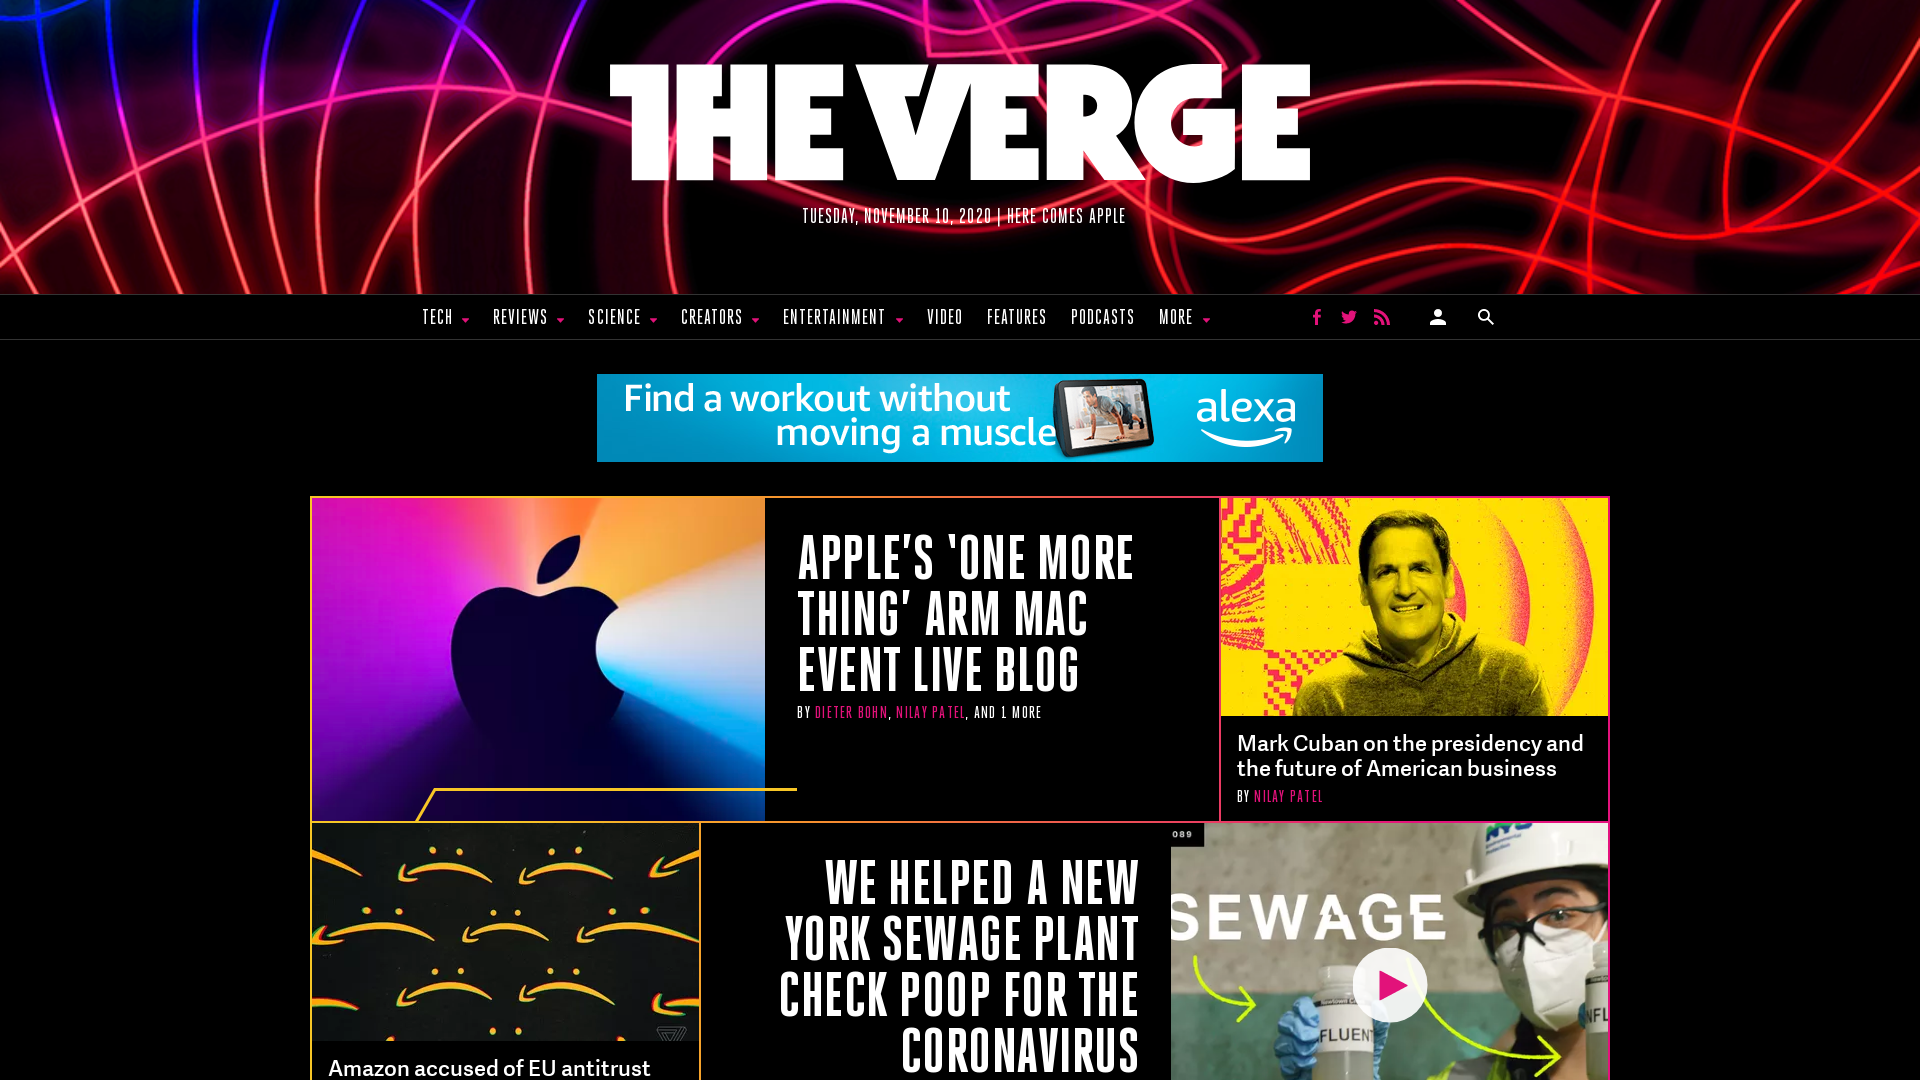 THE VERGE
TUESDAY, NOVEMBER 10, 2020 | HERE COMES APPLE
TECH REVIEWS SCIENCE CREATORS ENTERTAINMENT VIDEO FEATURES PODCASTS MORE
Find a workout without
moving a muscle
alexa
APPLE'S ‘ONE MORE
THING’ ARM MAC
EVENT LIVE BLOG
BY DIETER BOHN, NILAY PATEL, AND 1 MORE
Mark Cuban on the presidency and
the future of American business
BY NILAY PATEL
Amazon accused of EU antitrust
WE HELPED A NEW
YORK SEWAGE PLANT
CHECK POOP FOR THE
CORONAVIRUS
089
SEWAGE
NFLUENT